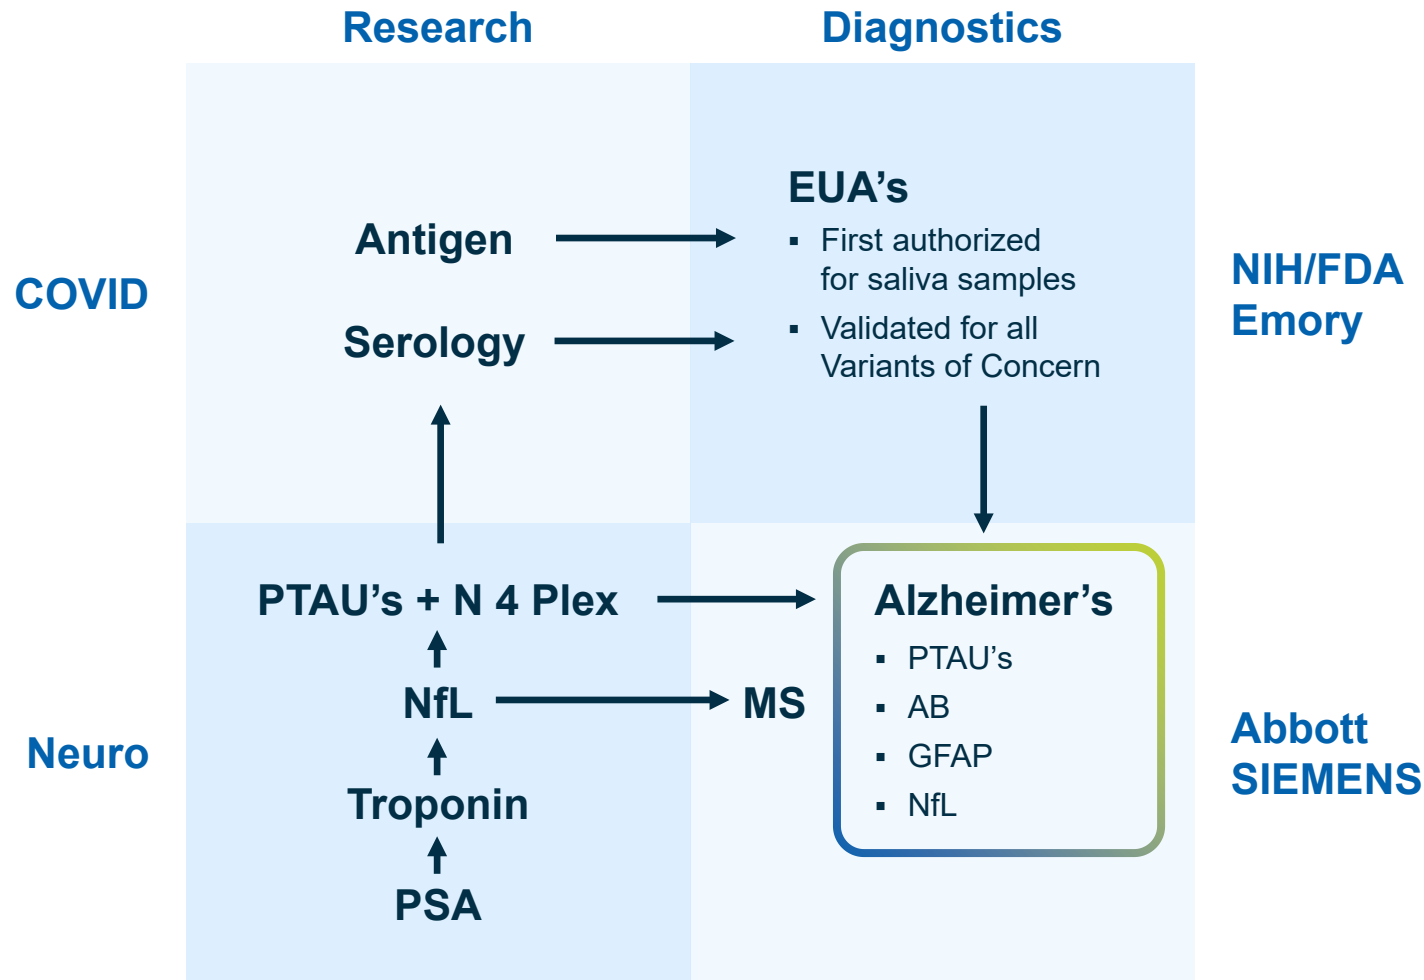 Research
Diagnostics
COVID
Antigen
Serology
EUA’s
▪ First authorized
for saliva samples
▪ Validated for all
Variants of Concern
NIH/FDA
Emory
Neuro
PTAU’s + N 4 Plex
NfL
Troponin
PSA
MS
Alzheimer’s
▪ PTAU’s
▪ AB
▪ GFAP
▪ NfL
Abbott
SIEMENS